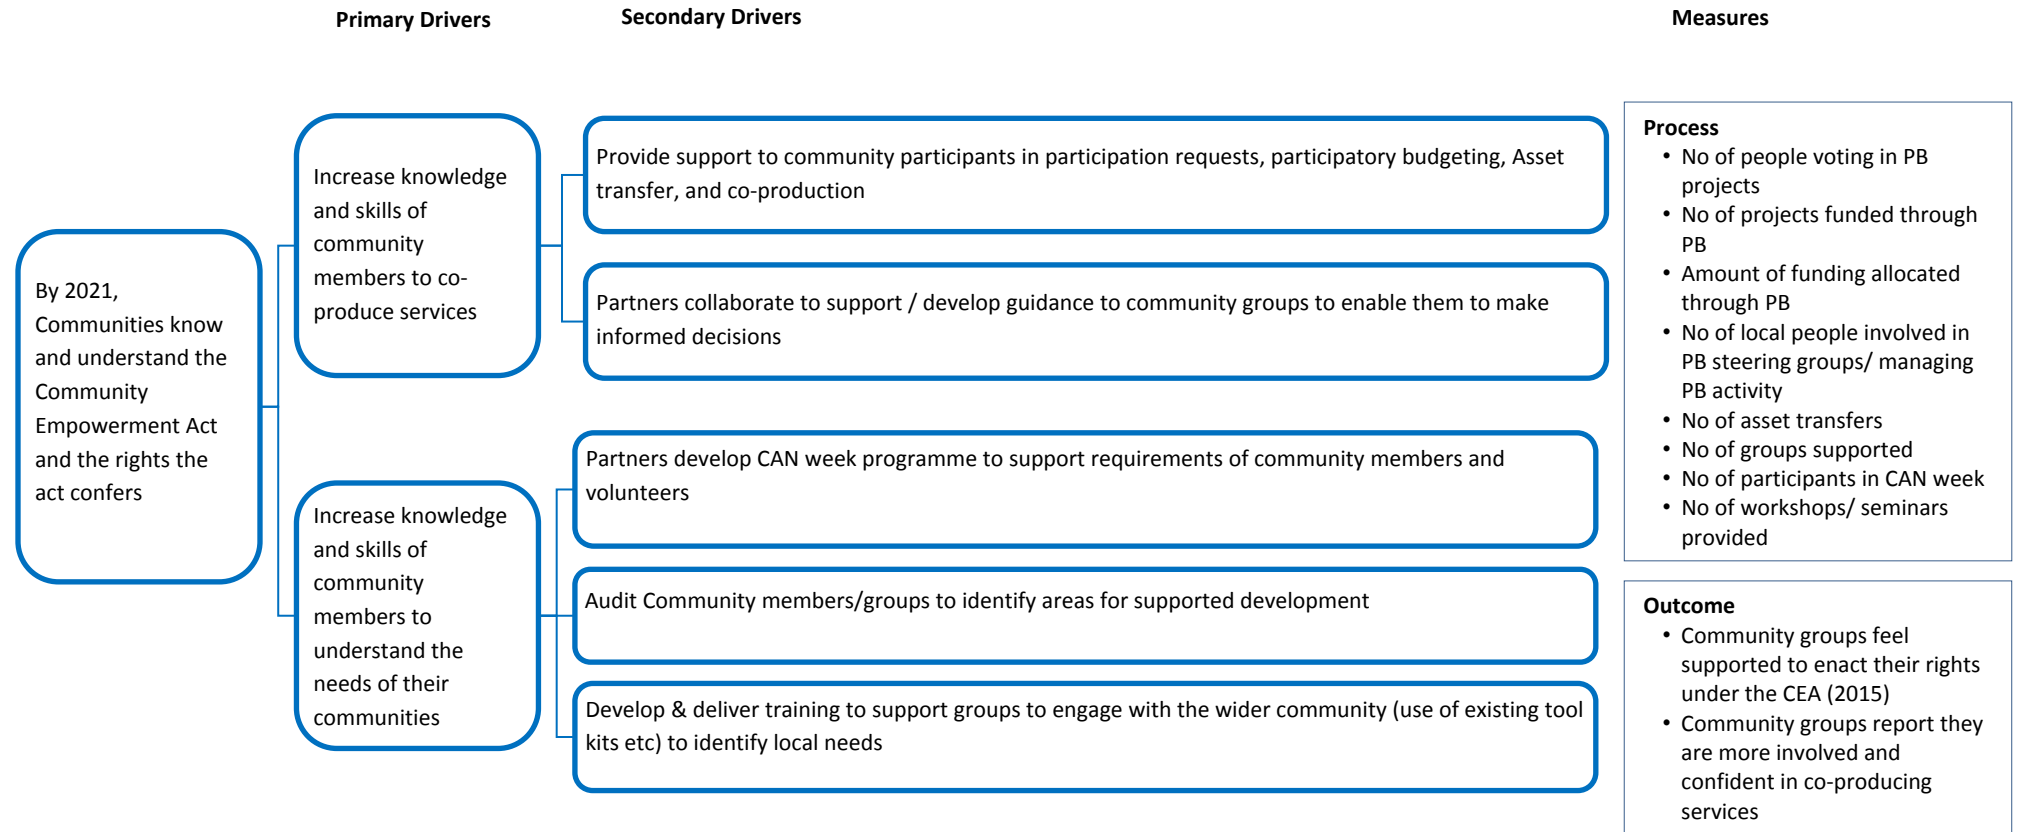 Primary Drivers
Secondary Drivers
Measures
By 2021,
Communities know
and understand the
Community
Empowerment Act
and the rights the
act confers
Increase knowledge
and skills of
community
members to co-
produce services
Provide support to community participants in participation requests, participatory budgeting, Asset
transfer, and co-production
Partners collaborate to support / develop guidance to community groups to enable them to make
informed decisions
Increase knowledge
and skills of
community
members to
understand the
needs of their
communities
Partners develop CAN week programme to support requirements of community members and
volunteers
Audit Community members/groups to identify areas for supported development
Develop & deliver training to support groups to engage with the wider community (use of existing tool
kits etc) to identify local needs
Process
• No of people voting in PB
projects
• No of projects funded through
PB
• Amount of funding allocated
through PB
• No of local people involved in
PB steering groups/ managing
PB activity
• No of asset transfers
• No of groups supported
• No of participants in CAN week
• No of workshops/ seminars
provided
Outcome
• Community groups feel
supported to enact their rights
under the CEA (2015)
• Community groups report they
are more involved and
confident in co-producing
services